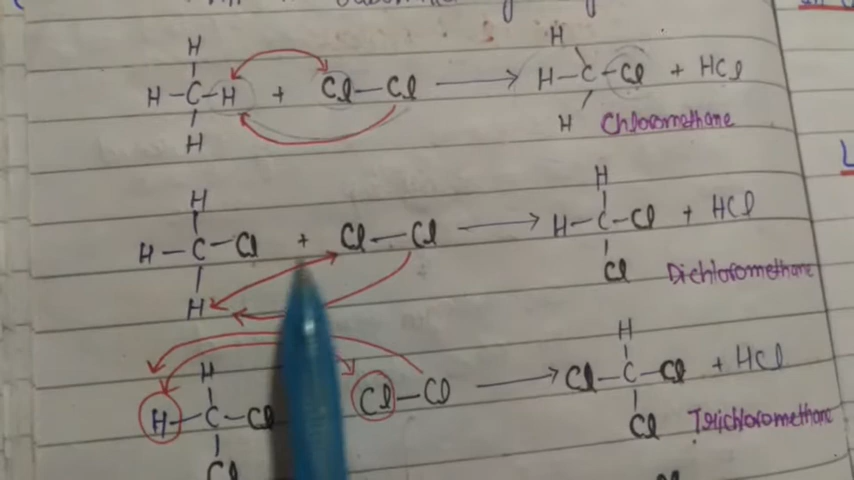 H
H-C-H + Cl-Cl → H-C-Cl + HCl
H
H
H
Chloromethane
H
H-C-Cl + Cl-Cl → H-C-Cl + HCl
H
H
Cl
Dichloromethane
H
H-C-Cl + Cl-Cl → Cl-C-Cl + HCl
Cl
H
Cl
Trichloromethane